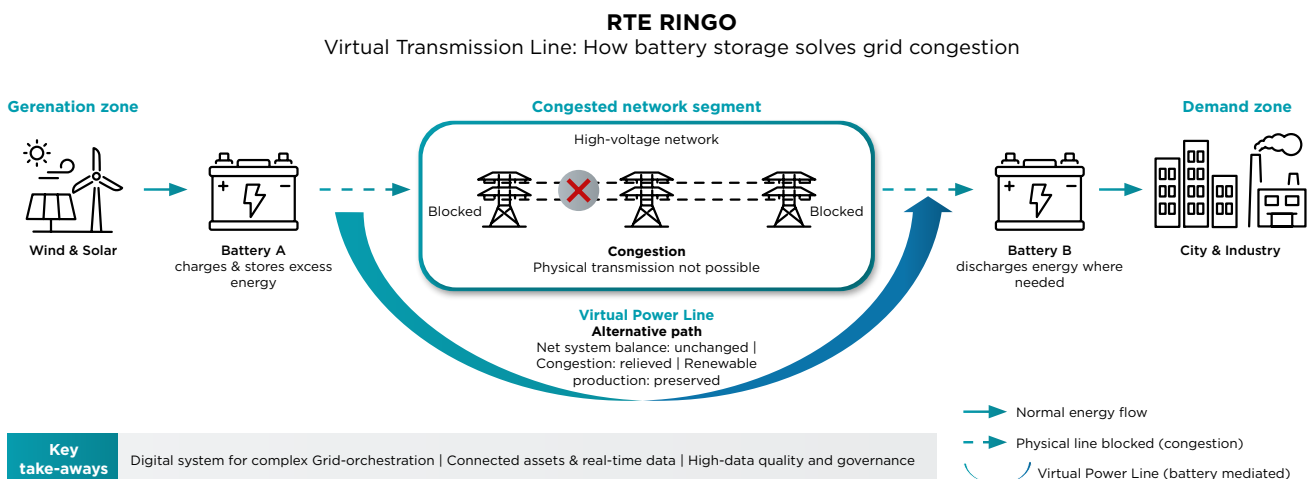 RTE RINGO
Virtual Transmission Line: How battery storage solves grid congestion
Gerenation zone
Congested network segment
Demand zone
High-voltage network
Blocked
Blocked
Wind & Solar
Battery A
charges & stores excess
energy
Congestion
Physical transmission not possible
Battery B
discharges energy where
needed
City & Industry
Virtual Power Line
Alternative path
Net system balance: unchanged |
Congestion: relieved | Renewable
production: preserved
Normal energy flow
Physical line blocked (congestion)
Virtual Power Line (battery mediated)
Key
take-aways
Digital system for complex Grid-orchestration | Connected assets & real-time data | High-data quality and governance